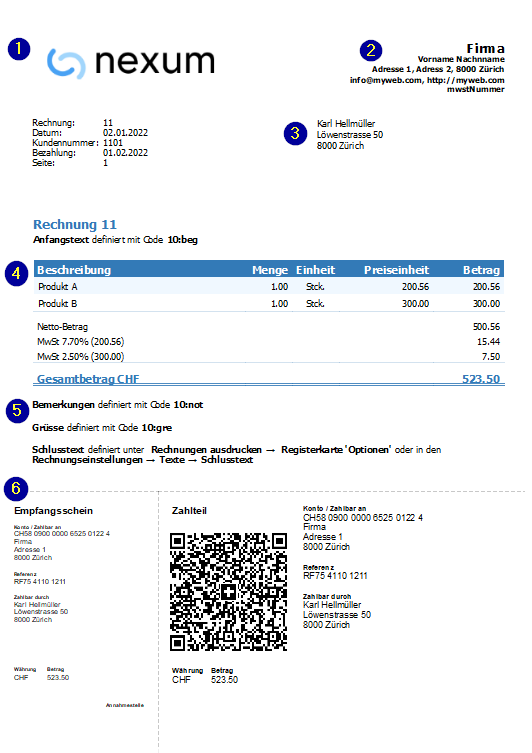 1
nexum
2
Firma
Vorname Nachnname
Adresse 1, Adress 2, 8000 Zürich
info@myweb.com, http://myweb.com
mwstNummer
Rechnung: 11
Datum: 02.01.2022
Kundennummer: 1101
Bezahlung: 01.02.2022
Seite: 1
3
Karl Hellmüller
Löwenstrasse 50
8000 Zürich
Rechnung 11
Anfangstext definiert mit Code 10:beg
4
Beschreibung Menge Einheit Preiseinheit Betrag
Produkt A 1.00 Stck. 200.56 200.56
Produkt B 1.00 Stck. 300.00 300.00
Netto-Betrag 500.56
MwSt 7.70% (200.56) 15.44
MwSt 2.50% (300.00) 7.50
Gesamtbetrag CHF 523.50
5
Bemerkungen definiert mit Code 10:not
Grüsse definiert mit Code 10:gre
Schlusstext definiert unter Rechnungen ausdrucken → Registerkarte 'Optionen' oder in den
Rechnungseinstellungen → Texte → Schlusstext
6
Empfangsschein
Konto / Zahlbar an
CH58 0900 0000 6525 0122 4
Firma
Adresse 1
8000 Zürich
Referenz
RF75 4110 1211
Zahlbar durch
Karl Hellmüller
Löwenstrasse 50
8000 Zürich
Währung Betrag
CHF 523.50
Annahmestelle
Zahlteil
Währung Betrag
CHF 523.50
Konto / Zahlbar an
CH58 0900 0000 6525 0122 4
Firma
Adresse 1
8000 Zürich
Referenz
RF75 4110 1211
Zahlbar durch
Karl Hellmüller
Löwenstrasse 50
8000 Zürich